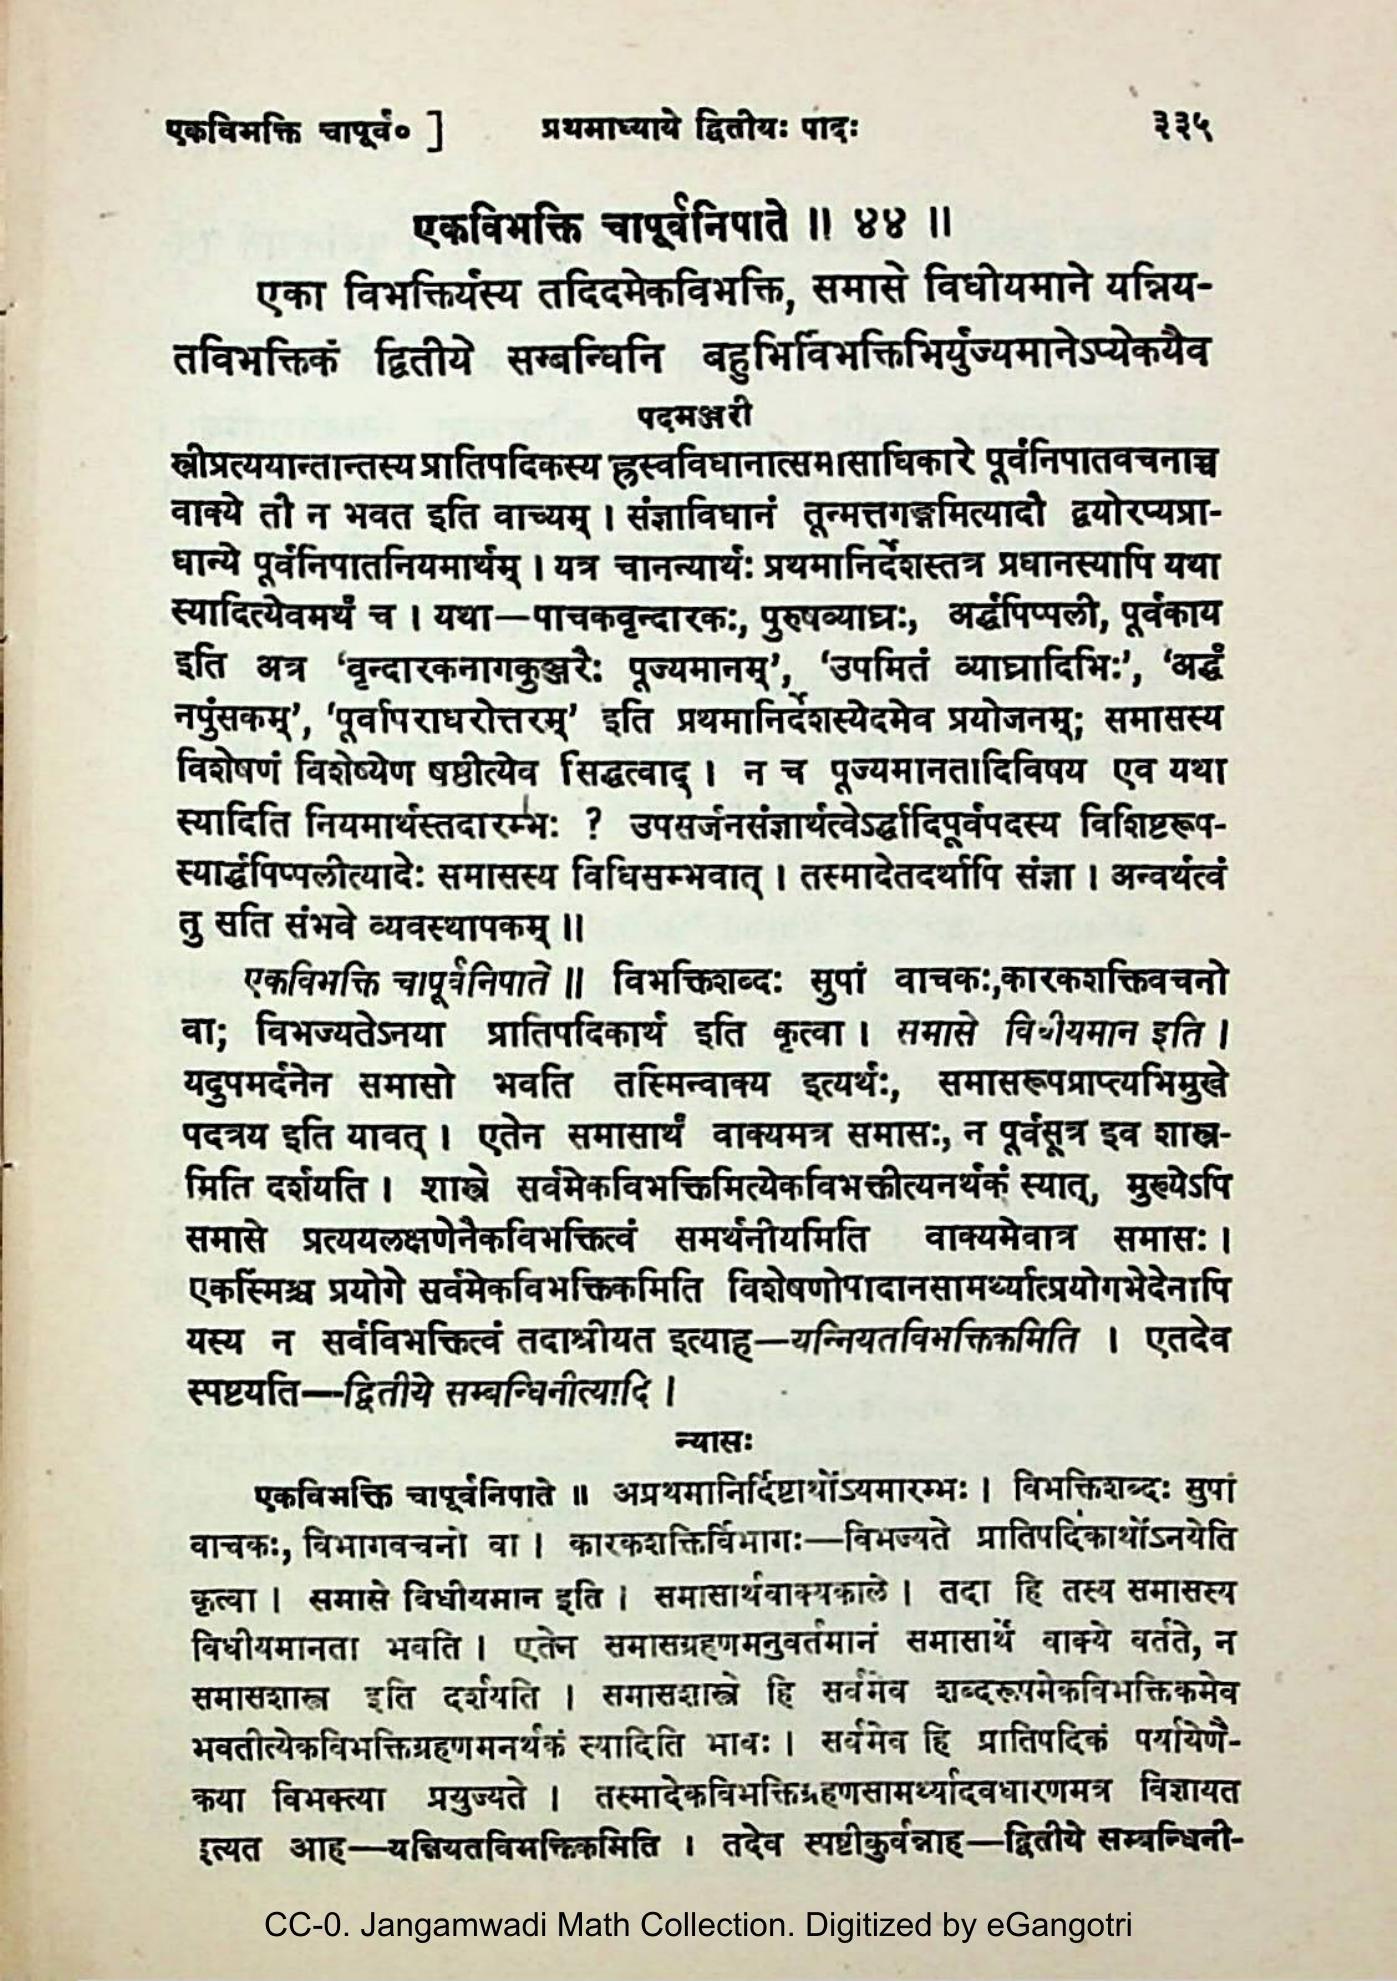 एकविभक्ति चापूर्व० ] प्रथमाध्याये द्वितीयः पादः ३३५
एकविभक्ति चापूर्वनिपाते ॥ ४४ ॥
एका विभक्तिर्यस्य तदिदमेकविभक्ति, समासे विधीयमाने यन्निय-
तविभक्तिकं द्वितीये सम्बन्धिनि बहुभिर्विभक्तिभिर्युज्यमानेऽप्येकयैव
पदमञ्जरी
स्त्रीप्रत्ययान्तान्तस्य प्रातिपदिकस्य ह्रस्वविधानात्समासाधिकारे पूर्वनिपातवचनाच्च
वाक्ये तौ न भवत इति वाच्यम् । संज्ञाविधानं तून्मत्तगङ्गमित्यादौ द्वयोरप्यप्रा-
धान्ये पूर्वनिपातनियमार्थम् । यत्र चानन्यार्थः प्रथमानिर्देशस्तत्र प्रधानस्यापि यथा
स्यादित्येवमर्थं च । यथा—पाचकवृन्दारकः, पुरुषव्याघ्रः, अर्द्धपिप्पली, पूर्वकाय
इति अत्र ‘वृन्दारकनागकुञ्जरैः पूज्यमानम्’, ‘उपमितं व्याघ्रादिभिः’, ‘अर्द्धं
नपुंसकम्’, ‘पूर्वापराधरोत्तरम्’ इति प्रथमानिर्देशस्येदमेव प्रयोजनम्; समासस्य
विशेषणं विशेष्येण षष्ठीत्येव सिद्धत्वाद् । न च पूज्यमानतादिविषय एव यथा
स्यादिति नियमार्थस्तदारम्भः ? उपसर्जनसंज्ञार्थत्वेऽर्द्धादिपूर्वपदस्य विशिष्टरूप-
स्यार्द्धपिप्पलीत्यादेः समासस्य विधिसम्भवात् । तस्मादेतदर्थापि संज्ञा । अन्वर्थत्वं
तु सति संभवे व्यवस्थापकम् ॥
एकविभक्ति चापूर्वनिपाते ॥ विभक्तिशब्दः सुपां वाचकः,कारकशक्तिवचनो
वा; विभज्यतेऽनया प्रातिपदिकार्थ इति कृत्वा । समासे विधीयमान इति ।
यदुपमर्दनेन समासो भवति तस्मिन्वाक्य इत्यर्थः, समासरूपप्राप्त्यभिमुखे
पदत्रय इति यावत् । एतेन समासार्थं वाक्यमत्र समासः, न पूर्वसूत्र इव शास्त्र-
मिति दर्शयति । शास्त्रे सर्वमेकविभक्तिमित्येकविभक्तीत्यनर्थकं स्यात्, मुख्येऽपि
समासे प्रत्ययलक्षणेनैकविभक्तित्वं समर्थनीयमिति वाक्यमेवात्र समासः ।
एकस्मिंश्च प्रयोगे सर्वमेकविभक्तिकमिति विशेषणोपादानसामर्थ्यात्प्रयोगभेदेनापि
यस्य न सर्वविभक्तित्वं तदाश्रीयत इत्याह—यन्नियतविभक्तिकमिति । एतदेव
स्पष्टयति—द्वितीये सम्बन्धिनीत्यादि ।
न्यासः
एकविभक्ति चापूर्वनिपाते ॥ अप्रथमानिर्दिष्टार्थोऽयमारम्भः । विभक्तिशब्दः सुपां
वाचकः, विभागवचनो वा । कारकशक्तिर्विभागः—विभज्यते प्रातिपदिकार्थोऽनयेति
कृत्वा । समासे विधीयमान इति । समासार्थवाक्यकाले । तदा हि तस्य समासस्य
विधीयमानता भवति । एतेन समासग्रहणमनुवर्तमानं समासार्थे वाक्ये वर्तते, न
समासशास्त्र इति दर्शयति । समासशास्त्रे हि सर्वमेव शब्दरूपमेकविभक्तिकमेव
भवतीत्येकविभक्तिग्रहणमनर्थकं स्यादिति भावः । सर्वमेव हि प्रातिपदिकं पर्यायेणै-
कया विभक्त्या प्रयुज्यते । तस्मादेकविभक्तिग्रहणसामर्थ्यादवधारणमत्र विज्ञायत
इत्यत आह—यन्नियतविभक्तिकमिति । तदेव स्पष्टीकुर्वन्नाह—द्वितीये सम्बन्धिनी-
CC-0. Jangamwadi Math Collection. Digitized by eGangotri